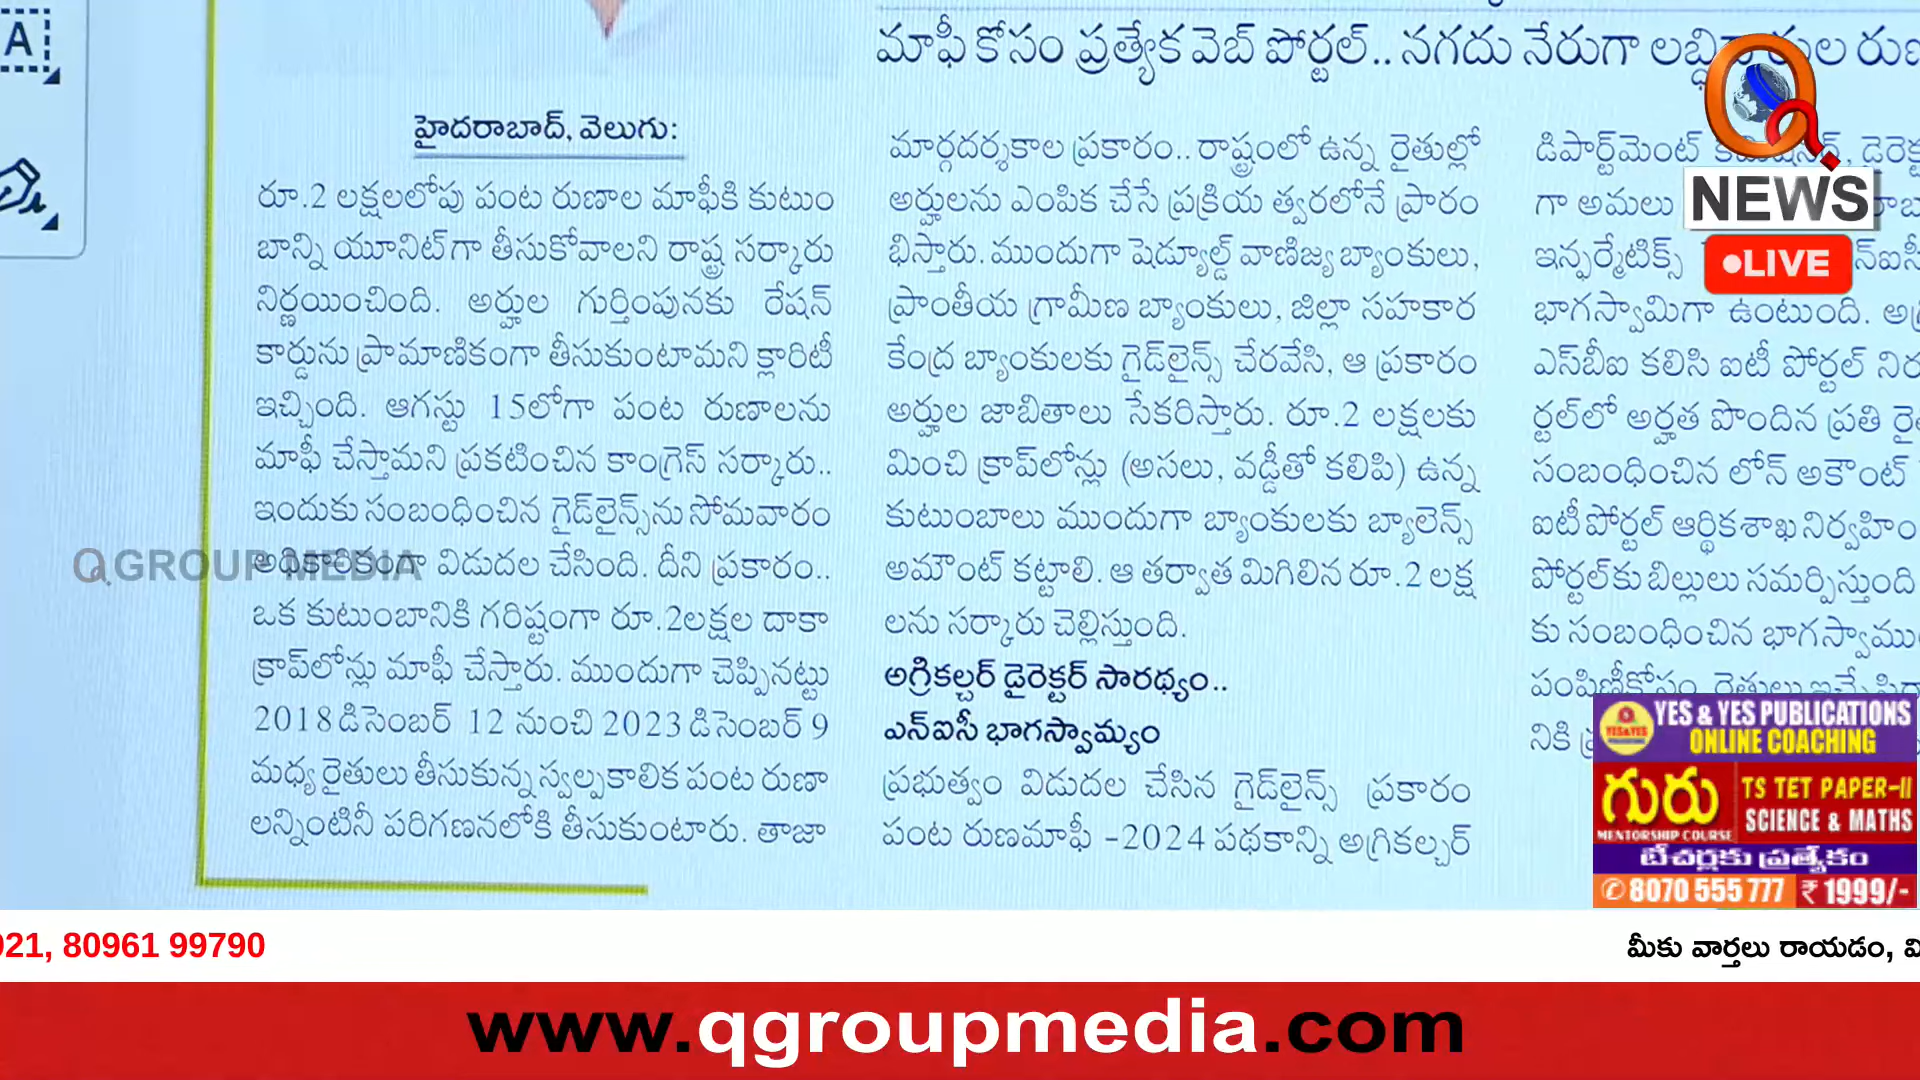 A
మాఫీ కోసం ప్రత్యేక వెబ్ పోర్టల్.. నగదు నేరుగా
హైదరాబాద్, వెలుగు:
రూ.2 లక్షలలోపు పంట రుణాల మాఫీకి కుటుం
బాన్ని యూనిట్‌గా తీసుకోవాలని రాష్ట్ర సర్కారు
నిర్ణయించింది. అర్హుల గుర్తింపునకు రేషన్
కార్డును ప్రామాణికంగా తీసుకుంటామని క్లారిటీ
ఇచ్చింది. ఆగస్టు 15లోగా పంట రుణాలను
మాఫీ చేస్తామని ప్రకటించిన కాంగ్రెస్ సర్కారు..
ఇందుకు సంబంధించిన గైడ్‌లైన్స్‌ను సోమవారం
అధికారికంగా విడుదల చేసింది. దీని ప్రకారం..
ఒక కుటుంబానికి గరిష్టంగా రూ.2లక్షల దాకా
క్రాప్‌లోన్లు మాఫీ చేస్తారు. ముందుగా చెప్పినట్టు
2018 డిసెంబర్ 12 నుంచి 2023 డిసెంబర్ 9
మధ్య రైతులు తీసుకున్న స్వల్పకాలిక పంట రుణా
లన్నింటినీ పరిగణనలోకి తీసుకుంటారు. తాజా
మార్గదర్శకాల ప్రకారం.. రాష్ట్రంలో ఉన్న రైతుల్లో
అర్హులను ఎంపిక చేసే ప్రక్రియ త్వరలోనే ప్రారం
భిస్తారు. ముందుగా షెడ్యూల్డ్ వాణిజ్య బ్యాంకులు,
ప్రాంతీయ గ్రామీణ బ్యాంకులు, జిల్లా సహకార
కేంద్ర బ్యాంకులకు గైడ్‌లైన్స్ చేరవేసి, ఆ ప్రకారం
అర్హుల జాబితాలు సేకరిస్తారు. రూ.2 లక్షలకు
మించి క్రాప్‌లోన్లు (అసలు, వడ్డీతో కలిపి) ఉన్న
కుటుంబాలు ముందుగా బ్యాంకులకు బ్యాలెన్స్
అమౌంట్ కట్టాలి. ఆ తర్వాత మిగిలిన రూ.2 లక్ష
లను సర్కారు చెల్లిస్తుంది.
అగ్రికల్చర్ డైరెక్టర్ సారథ్యం..
ఎన్ఐసీ భాగస్వామ్యం
ప్రభుత్వం విడుదల చేసిన గైడ్‌లైన్స్ ప్రకారం
పంట రుణమాఫీ -2024 పథకాన్ని అగ్రికల్చర్
డిపార్ట్‌మెంట్
గా అమలు
ఇన్ఫర్మేటిక్స్
భాగస్వామిగా ఉంటుంది.
ఎస్‌బీఐ కలిసి ఐటీ పోర్టల్
ర్టల్‌లో అర్హత పొందిన ప్రతి
సంబంధించిన లోన్ అకౌంట్
ఐటీ పోర్టల్ ఆర్థికశాఖ
పోర్టల్‌కు బిల్లులు సమర్పిస్తుంది
కు సంబంధించిన
నికి
Q NEWS
LIVE
Q GROUP MEDIA
YES & YES PUBLICATIONS
ONLINE COACHING
గురు
MENTORSHIP COURSE
TS TET PAPER-II
SCIENCE & MATHS
టీచర్లకు ప్రత్యేకం
8070 555 777
₹ 1999/-
021, 80961 99790
మీకు వార్తలు రాయడం,
www.qgroupmedia.com